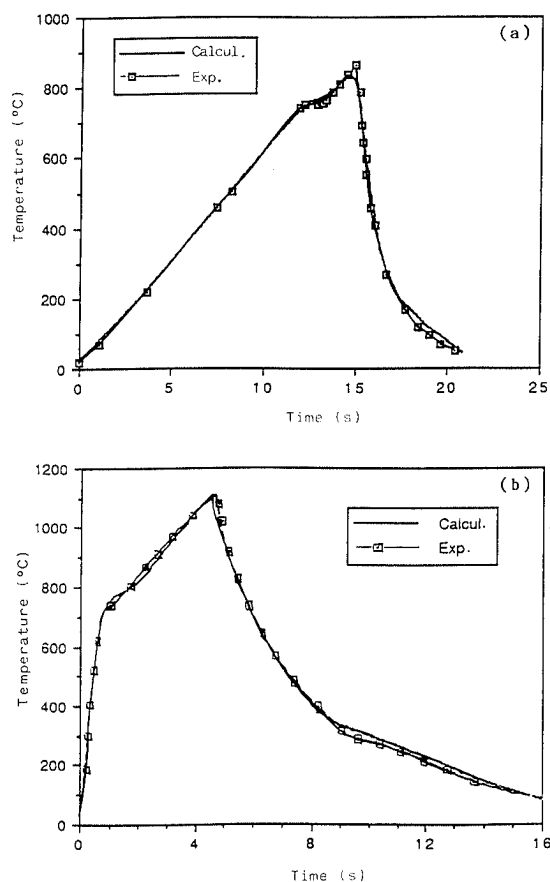 (a)
Calcul.
Exp.
Temperature (°C)
1000
800
600
400
200
0
0 5 10 15 20 25
Time (s)
(b)
Calcul.
Exp.
Temperature (°C)
1200
1000
800
600
400
200
0
0 4 8 12 16
Time (s)